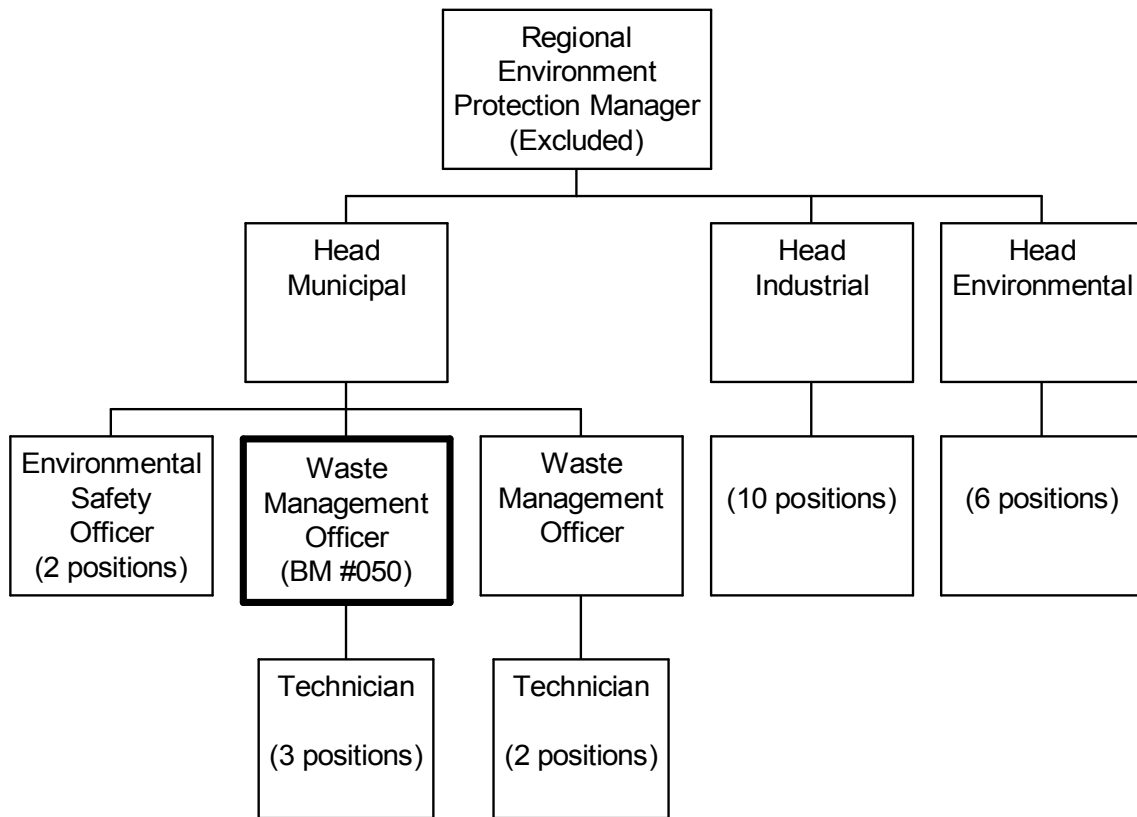 Regional
Environment
Protection Manager
(Excluded)
Head
Municipal
Head
Industrial
Head
Environmental
Environmental
Safety
Officer
(2 positions)
Waste
Management
Officer
(BM #050)
Waste
Management
Officer
(10 positions)
(6 positions)
Technician
(3 positions)
Technician
(2 positions)